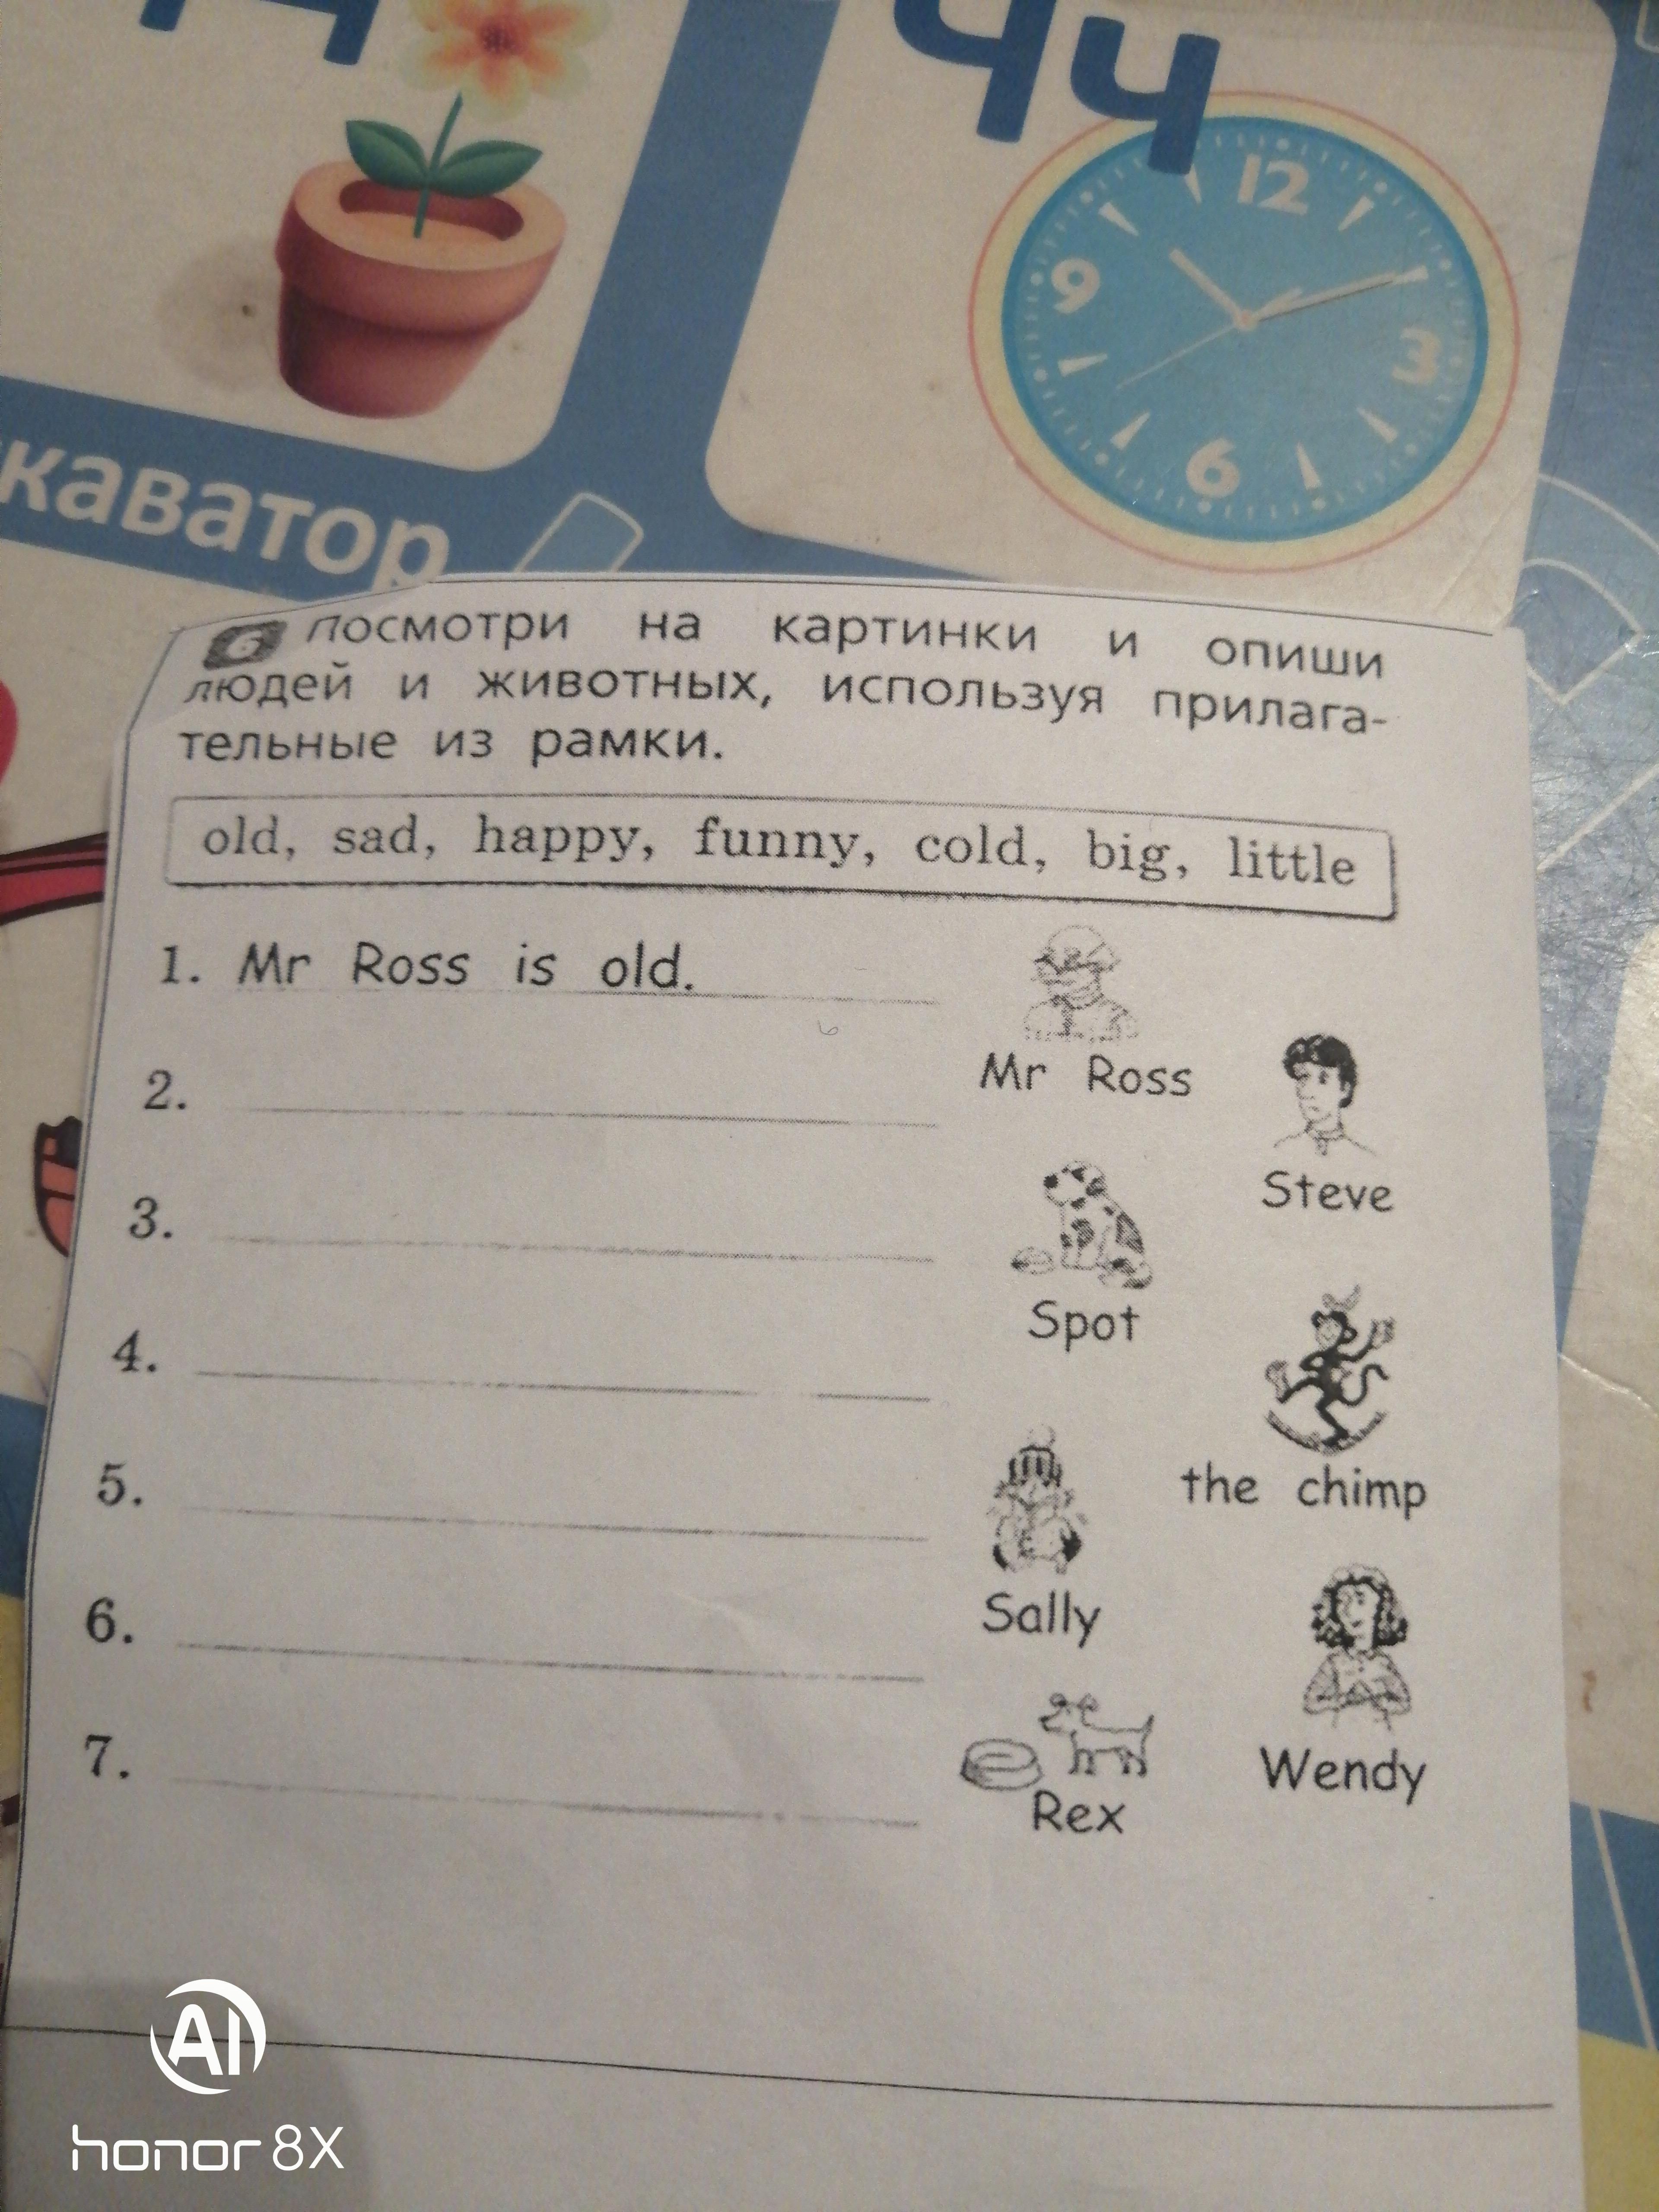 Чч
12
9
3
6
каватор
6 Посмотри на картинки и опиши
людей и животных, используя прилага-
тельные из рамки.
old, sad, happy, funny, cold, big, little
1. Mr Ross is old.
Mr Ross
2.
Steve
3.
Spot
4.
the chimp
5.
Sally
6.
Wendy
7.
Rex
AI
honor 8X